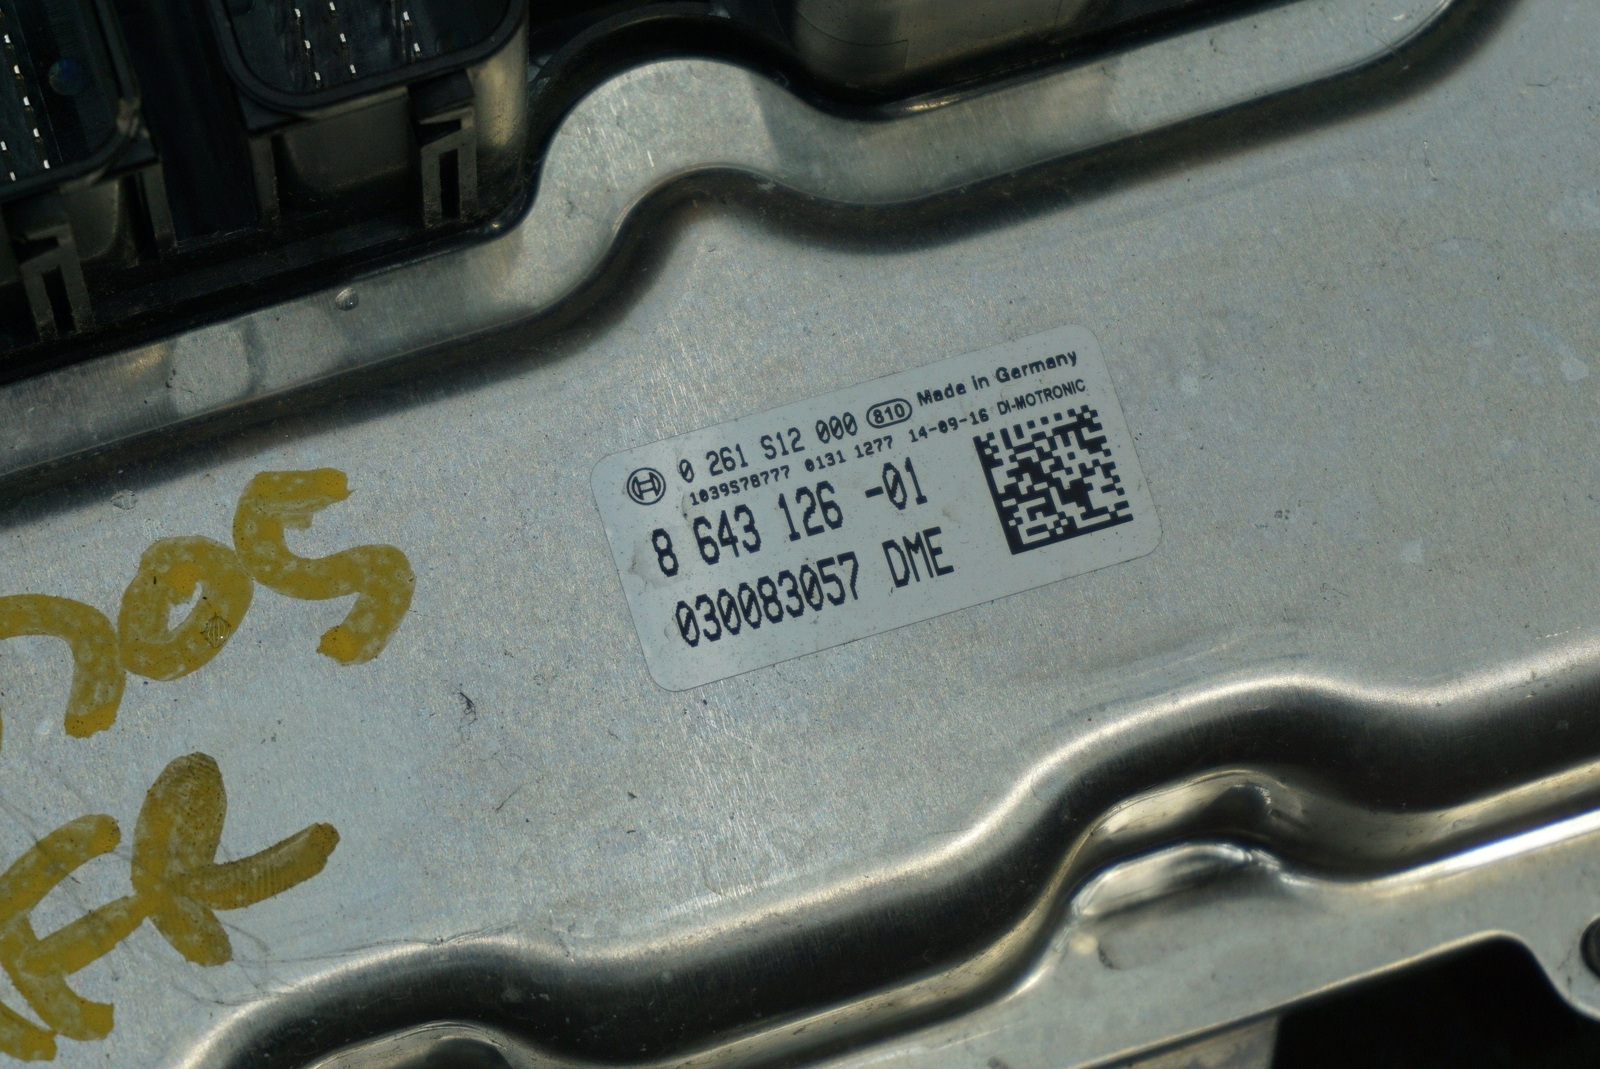 0 261 S12 000 810 Made in Germany
1039S78777 0131 1277 14-09-16 DI-MOTRONIC
8 643 126 -01
030083057 DME